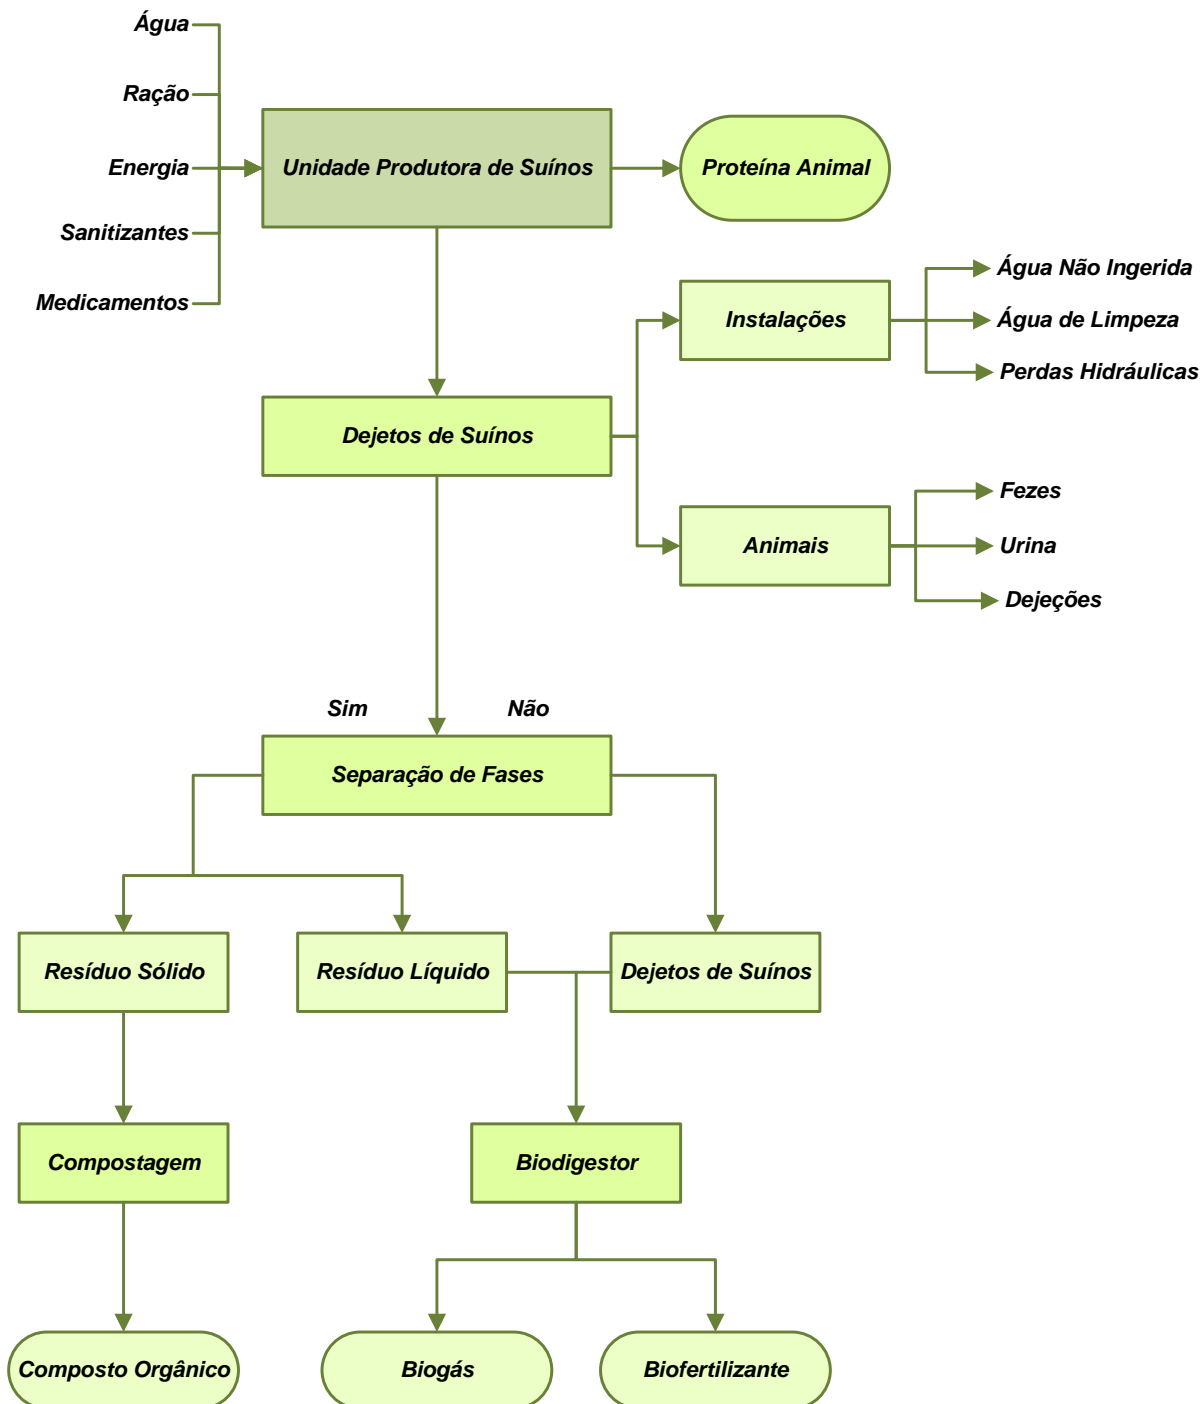 Água
Ração
Energia
Sanitizantes
Medicamentos
Unidade Produtora de Suínos
Proteína Animal
Instalações
Água Não Ingerida
Água de Limpeza
Perdas Hidráulicas
Dejetos de Suínos
Animais
Fezes
Urina
Dejeções
Sim
Não
Separação de Fases
Resíduo Sólido
Resíduo Líquido
Dejetos de Suínos
Compostagem
Biodigestor
Composto Orgânico
Biogás
Biofertilizante